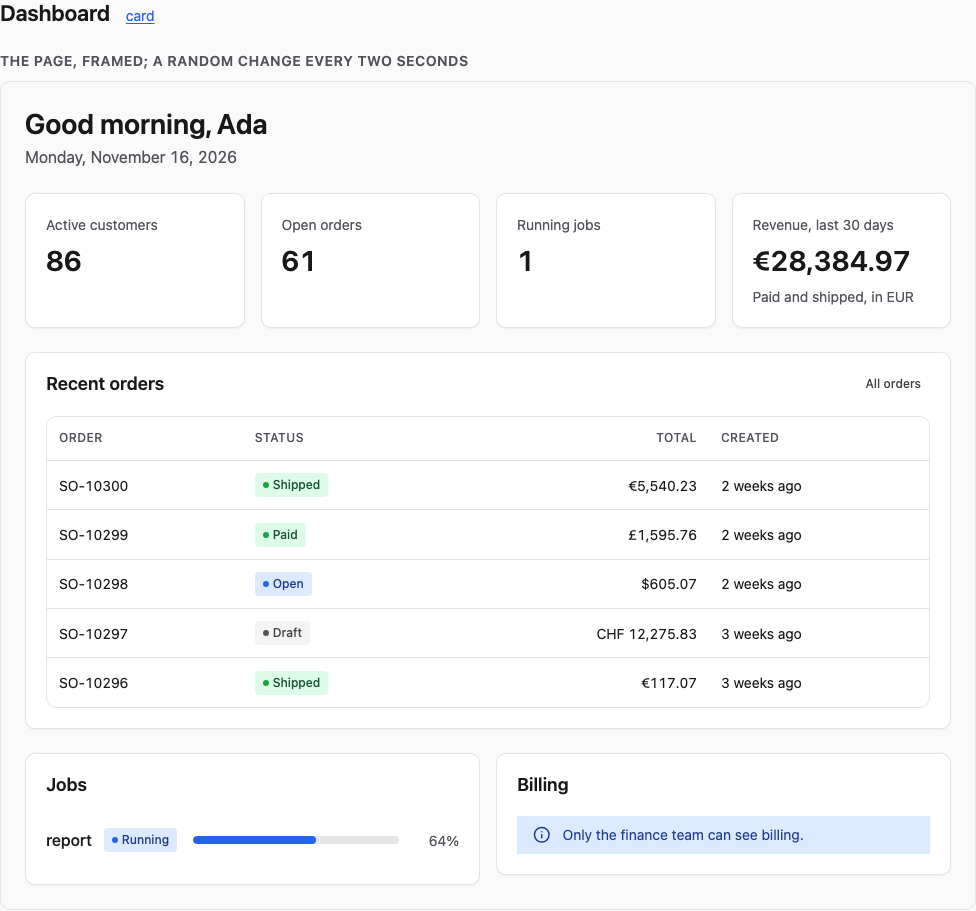 Dashboard card
THE PAGE, FRAMED; A RANDOM CHANGE EVERY TWO SECONDS
Good morning, Ada
Monday, November 16, 2026
Active customers
86
Open orders
61
Running jobs
1
Revenue, last 30 days
€28,384.97
Paid and shipped, in EUR
Recent orders
All orders
ORDER STATUS TOTAL CREATED
SO-10300 Shipped €5,540.23 2 weeks ago
SO-10299 Paid £1,595.76 2 weeks ago
SO-10298 Open $605.07 2 weeks ago
SO-10297 Draft CHF 12,275.83 3 weeks ago
SO-10296 Shipped €117.07 3 weeks ago
Jobs
report Running 64%
Billing
Only the finance team can see billing.